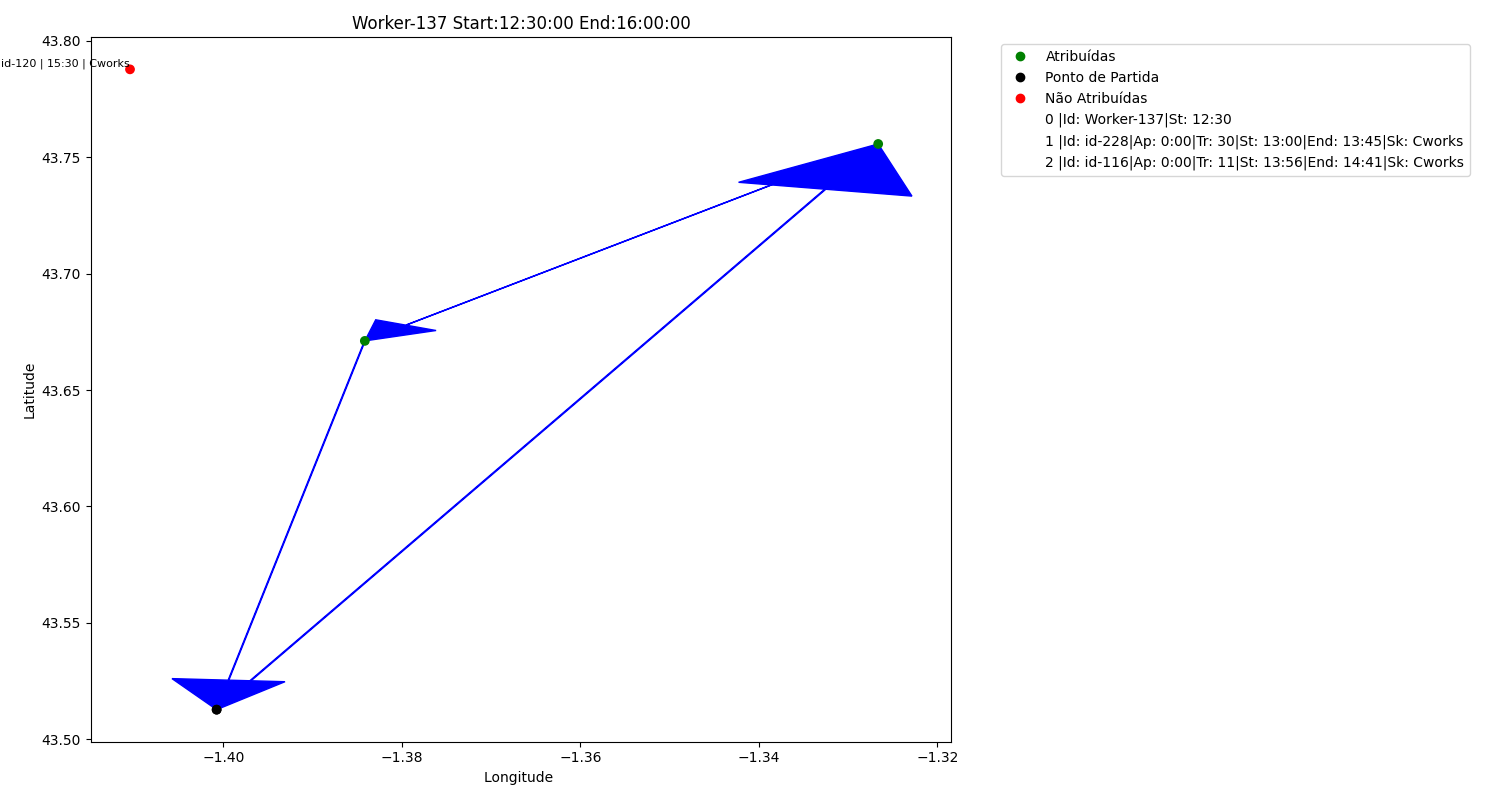 Worker-137 Start:12:30:00 End:16:00:00
43.80
43.75
43.70
43.65
43.60
43.55
43.50
Latitude
id-120 | 15:30 | Cworks
−1.40
−1.38
−1.36
−1.34
−1.32
Longitude
Atribuídas
Ponto de Partida
Não Atribuídas
0 |Id: Worker-137|St: 12:30
1 |Id: id-228|Ap: 0:00|Tr: 30|St: 13:00|End: 13:45|Sk: Cworks
2 |Id: id-116|Ap: 0:00|Tr: 11|St: 13:56|End: 14:41|Sk: Cworks